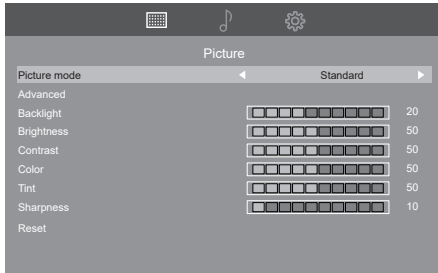 Picture
Picture mode Standard
Advanced
Backlight 20
Brightness 50
Contrast 50
Color 50
Tint 50
Sharpness 10
Reset